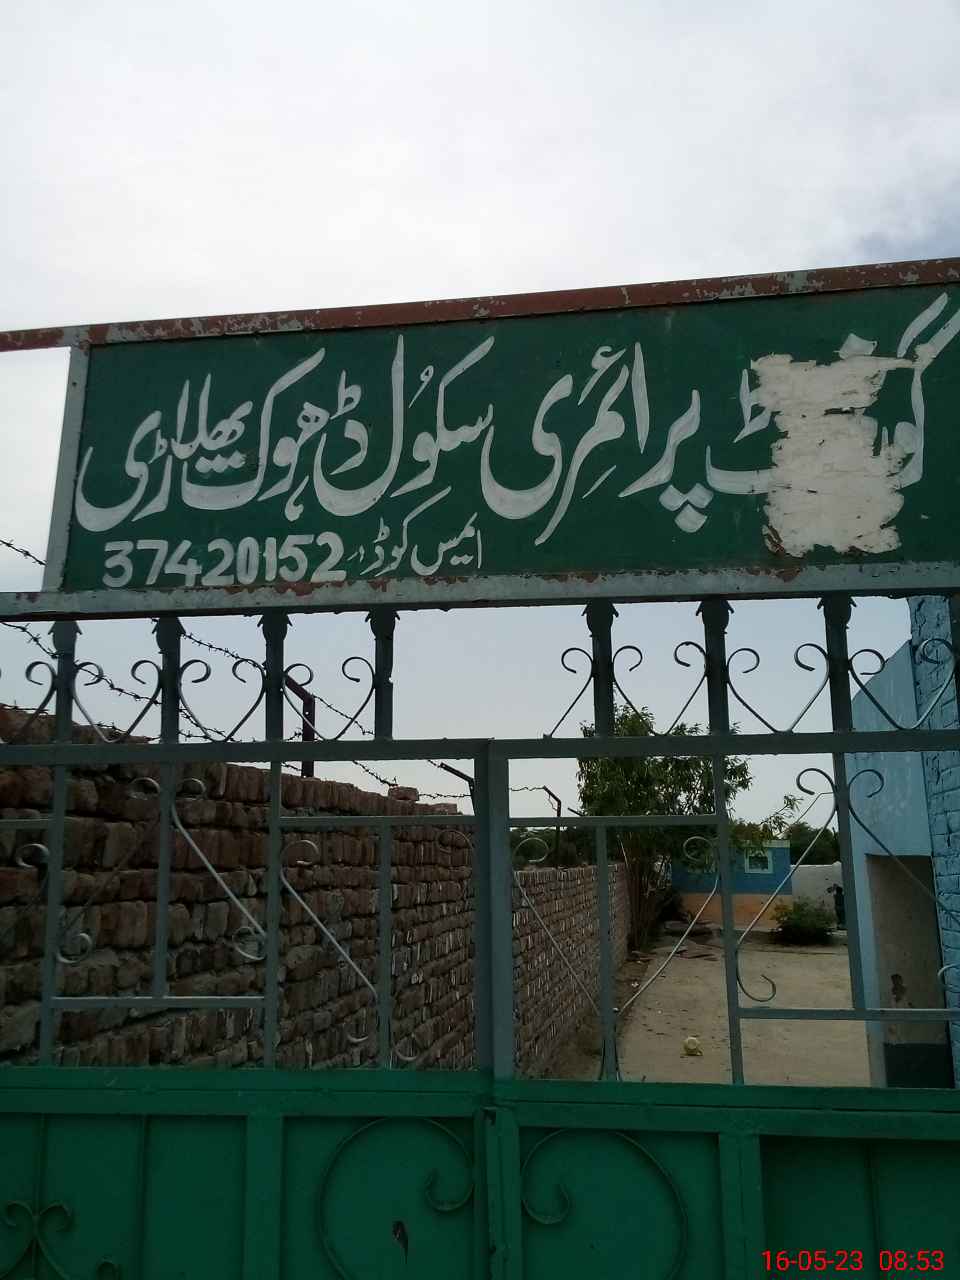 پرائمری سکول ڈھوک پھلاڑی
ایمس کوڈ 37420152
16-05-23 08:53